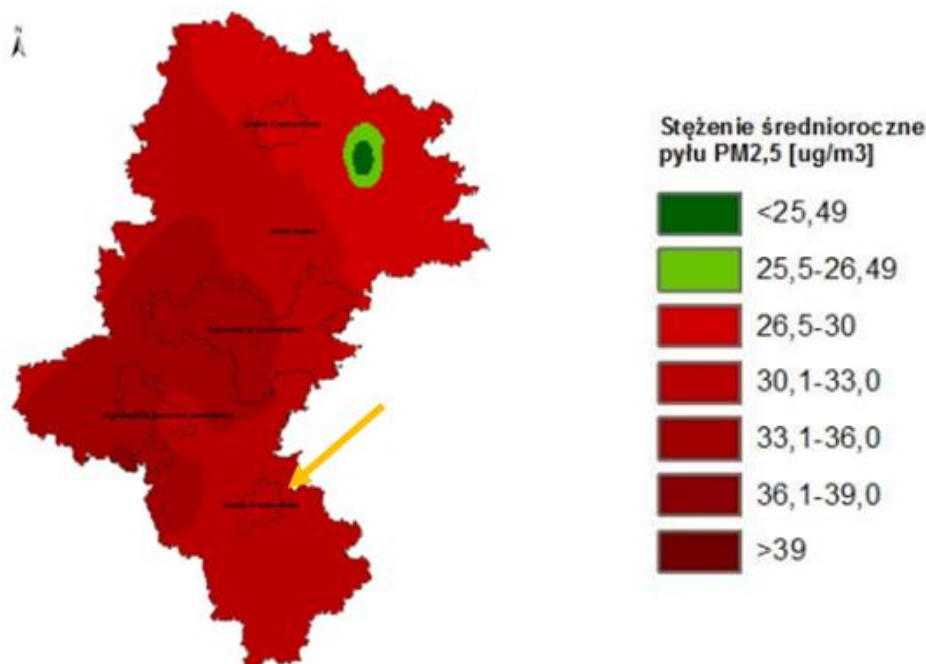 N
Stężenie średnioroczne
pyłu PM2,5 [ug/m3]
<25,49
25,5-26,49
26,5-30
30,1-33,0
33,1-36,0
36,1-39,0
>39